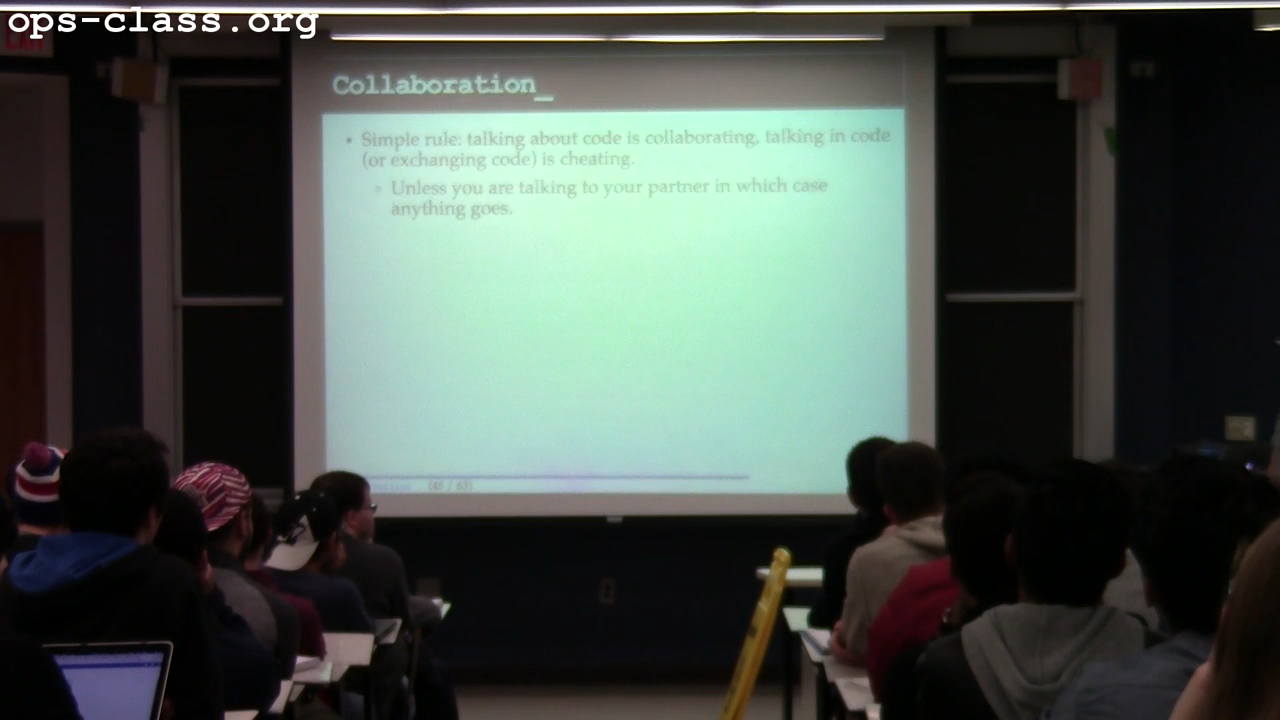 ops-class.org
EXIT
Collaboration_
• Simple rule: talking about code is collaborating, talking in code
(or exchanging code) is cheating.
Unless you are talking to your partner in which case
anything goes.